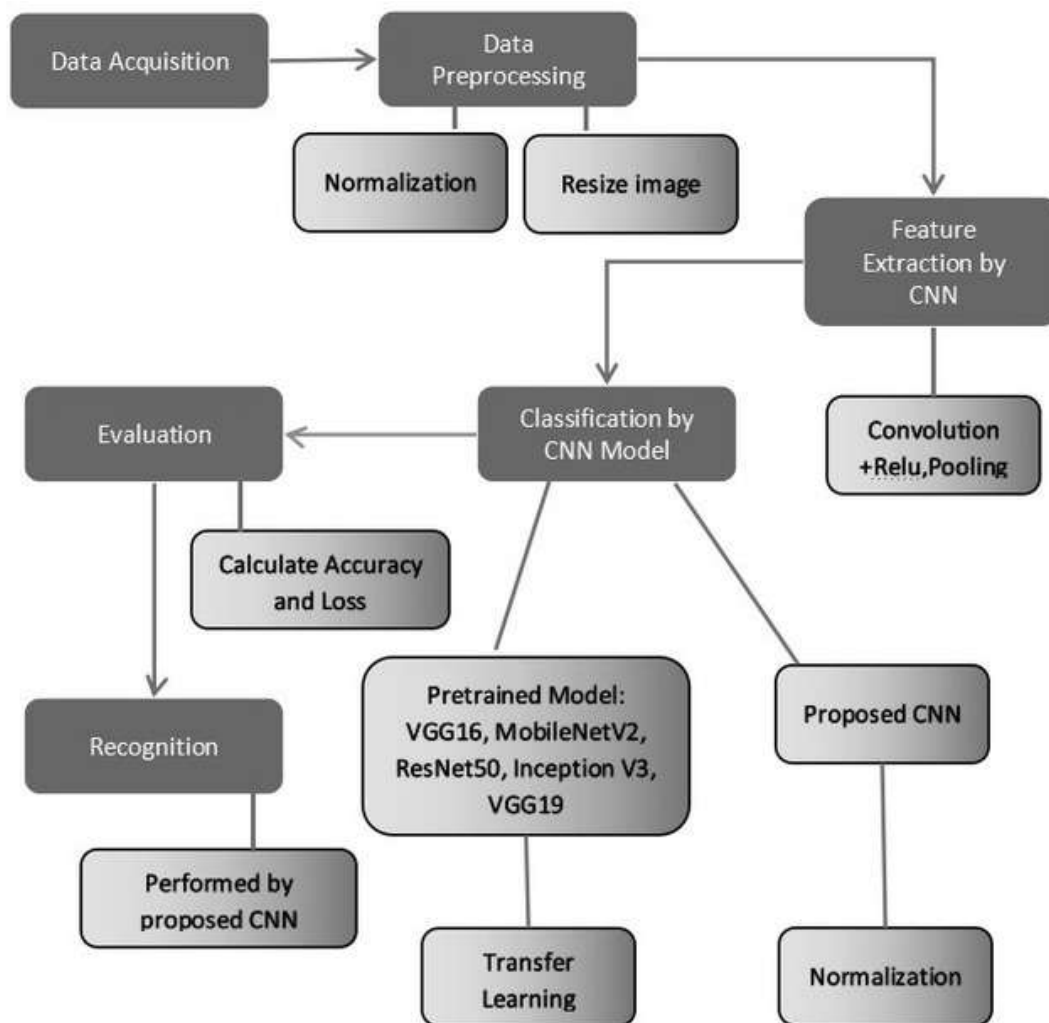 Data Acquisition
Data
Preprocessing
Normalization
Resize image
Feature
Extraction by
CNN
Convolution
+Relu,Pooling
Classification by
CNN Model
Evaluation
Calculate Accuracy
and Loss
Pretrained Model:
VGG16, MobileNetV2,
ResNet50, Inception V3,
VGG19
Proposed CNN
Recognition
Performed by
proposed CNN
Transfer
Learning
Normalization